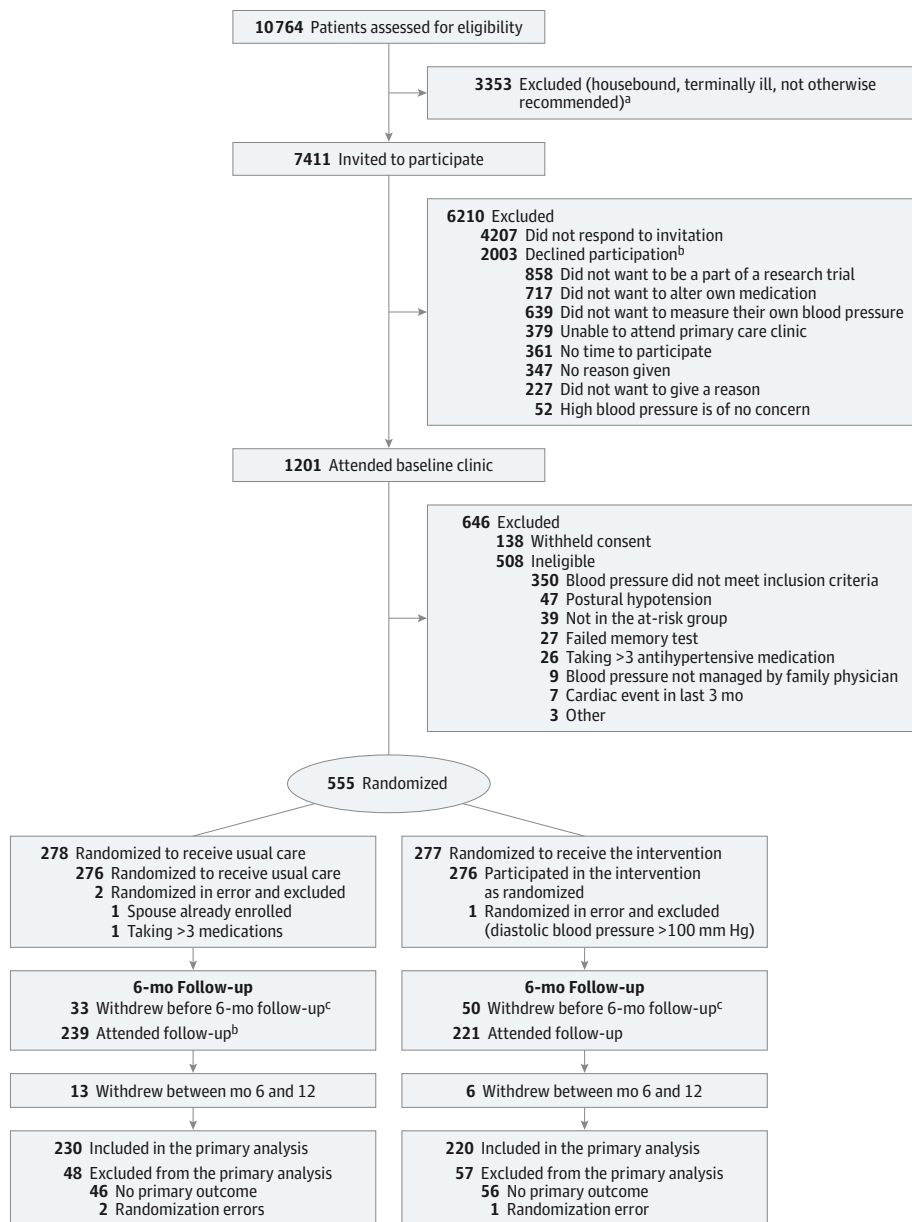 10764 Patients assessed for eligibility
3353 Excluded (housebound, terminally ill, not otherwise
recommended)a
7411 Invited to participate
6210 Excluded
4207 Did not respond to invitation
2003 Declined participationb
858 Did not want to be a part of a research trial
717 Did not want to alter own medication
639 Did not want to measure their own blood pressure
379 Unable to attend primary care clinic
361 No time to participate
347 No reason given
227 Did not want to give a reason
52 High blood pressure is of no concern
1201 Attended baseline clinic
646 Excluded
138 Withheld consent
508 Ineligible
350 Blood pressure did not meet inclusion criteria
47 Postural hypotension
39 Not in the at-risk group
27 Failed memory test
26 Taking >3 antihypertensive medication
9 Blood pressure not managed by family physician
7 Cardiac event in last 3 mo
3 Other
555 Randomized
278 Randomized to receive usual care
276 Randomized to receive usual care
2 Randomized in error and excluded
1 Spouse already enrolled
1 Taking >3 medications
277 Randomized to receive the intervention
276 Participated in the intervention
as randomized
1 Randomized in error and excluded
(diastolic blood pressure >100 mm Hg)
6-mo Follow-up
33 Withdrew before 6-mo follow-upc
239 Attended follow-upb
6-mo Follow-up
50 Withdrew before 6-mo follow-upc
221 Attended follow-up
13 Withdrew between mo 6 and 12
6 Withdrew between mo 6 and 12
230 Included in the primary analysis
48 Excluded from the primary analysis
46 No primary outcome
2 Randomization errors
220 Included in the primary analysis
57 Excluded from the primary analysis
56 No primary outcome
1 Randomization error